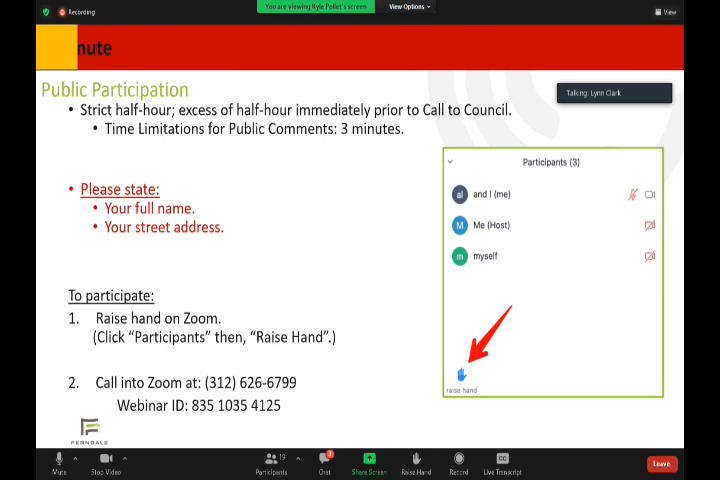 Recording
You are viewing Kyle Pollet's screen
View Options
View
nute
Public Participation
Talking: Lynn Clark
• Strict half-hour; excess of half-hour immediately prior to Call to Council.
• Time Limitations for Public Comments: 3 minutes.
Participants (3)
al and I (me)
M Me (Host)
m myself
• Please state:
• Your full name.
• Your street address.
To participate:
1. Raise hand on Zoom.
(Click “Participants” then, “Raise Hand”.)
2. Call into Zoom at: (312) 626-6799
Webinar ID: 835 1035 4125
raise hand
FERNDALE
Mute
Stop Video
Participants
19
Chat
Share Screen
Raise Hand
Record
CC
Live Transcript
Leave